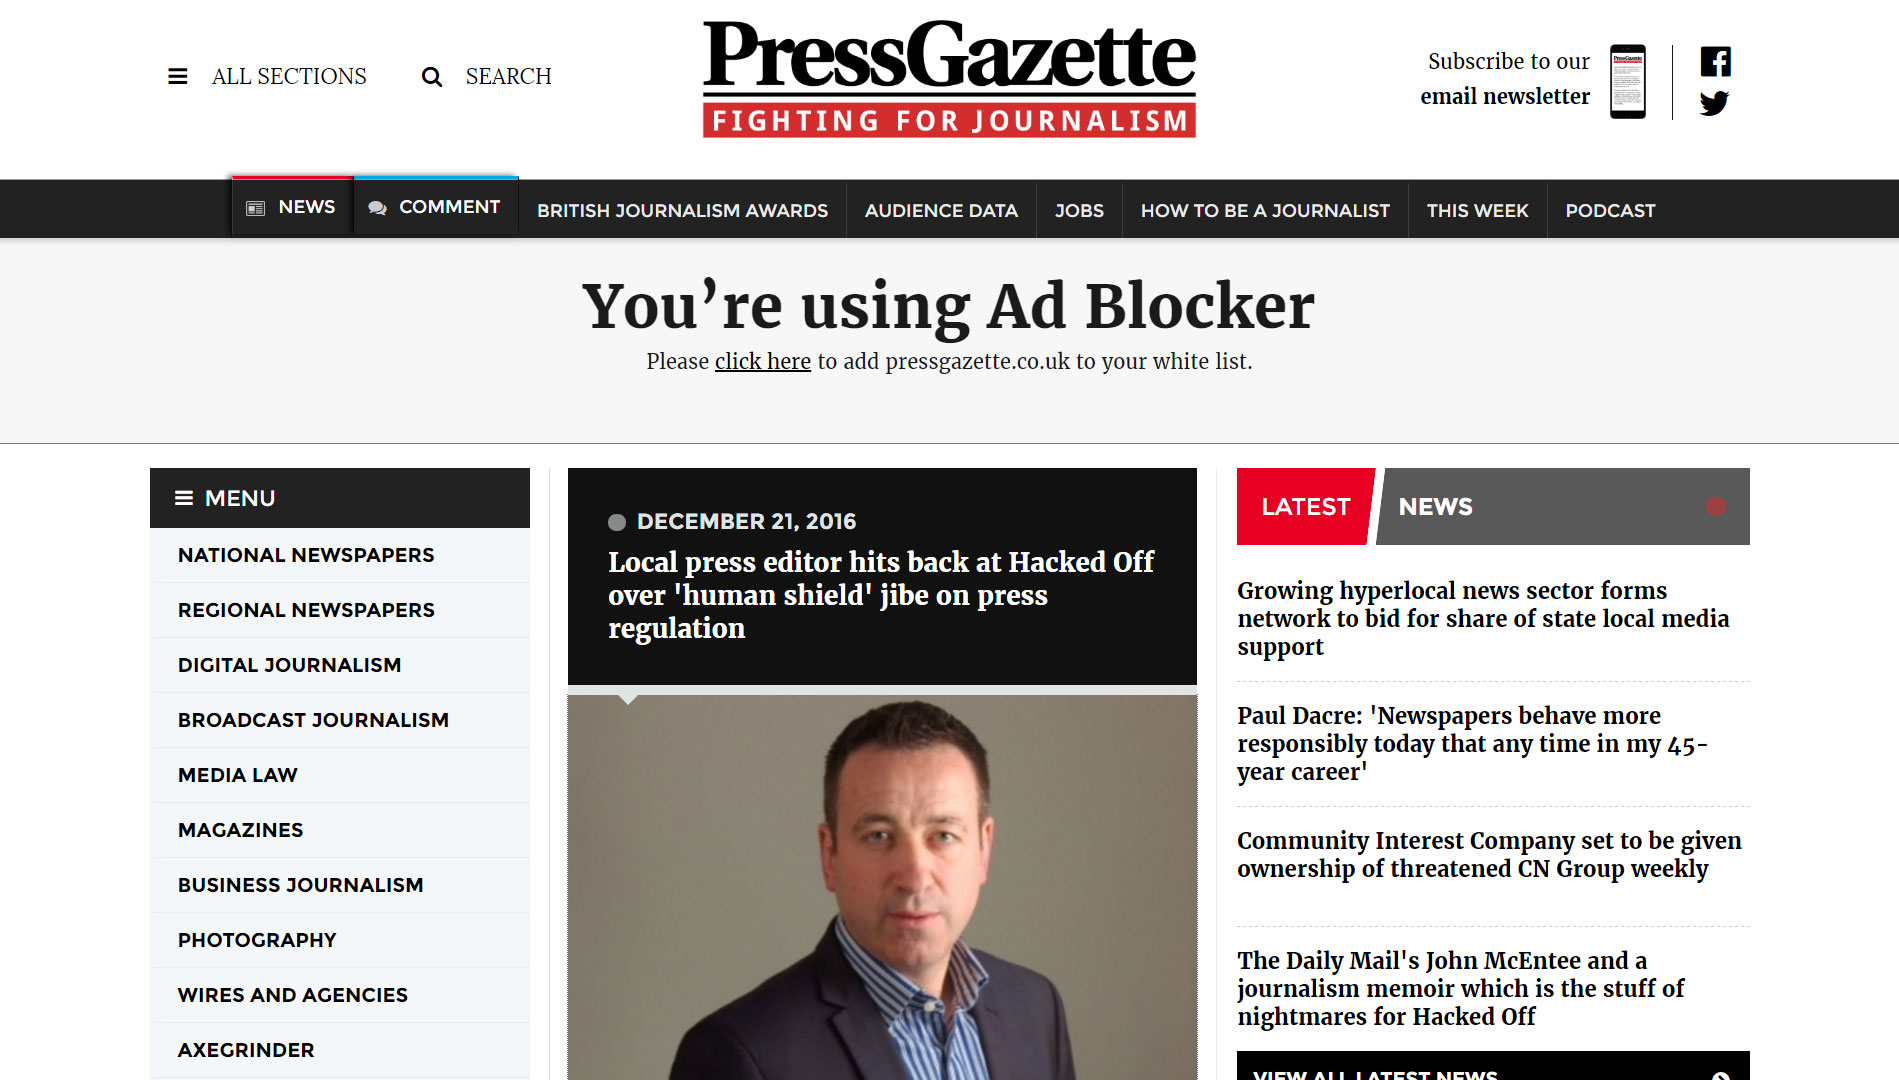 ALL SECTIONS
SEARCH
PressGazette
FIGHTING FOR JOURNALISM
Subscribe to our
email newsletter
NEWS
COMMENT
BRITISH JOURNALISM AWARDS
AUDIENCE DATA
JOBS
HOW TO BE A JOURNALIST
THIS WEEK
PODCAST
You’re using Ad Blocker
Please click here to add pressgazette.co.uk to your white list.
MENU
NATIONAL NEWSPAPERS
REGIONAL NEWSPAPERS
DIGITAL JOURNALISM
BROADCAST JOURNALISM
MEDIA LAW
MAGAZINES
BUSINESS JOURNALISM
PHOTOGRAPHY
WIRES AND AGENCIES
AXEGRINDER
DECEMBER 21, 2016
Local press editor hits back at Hacked Off
over 'human shield' jibe on press
regulation
LATEST NEWS
Growing hyperlocal news sector forms
network to bid for share of state local media
support
Paul Dacre: 'Newspapers behave more
responsibly today that any time in my 45-
year career'
Community Interest Company set to be given
ownership of threatened CN Group weekly
The Daily Mail's John McEntee and a
journalism memoir which is the stuff of
nightmares for Hacked Off
VIEW ALL LATEST NEWS